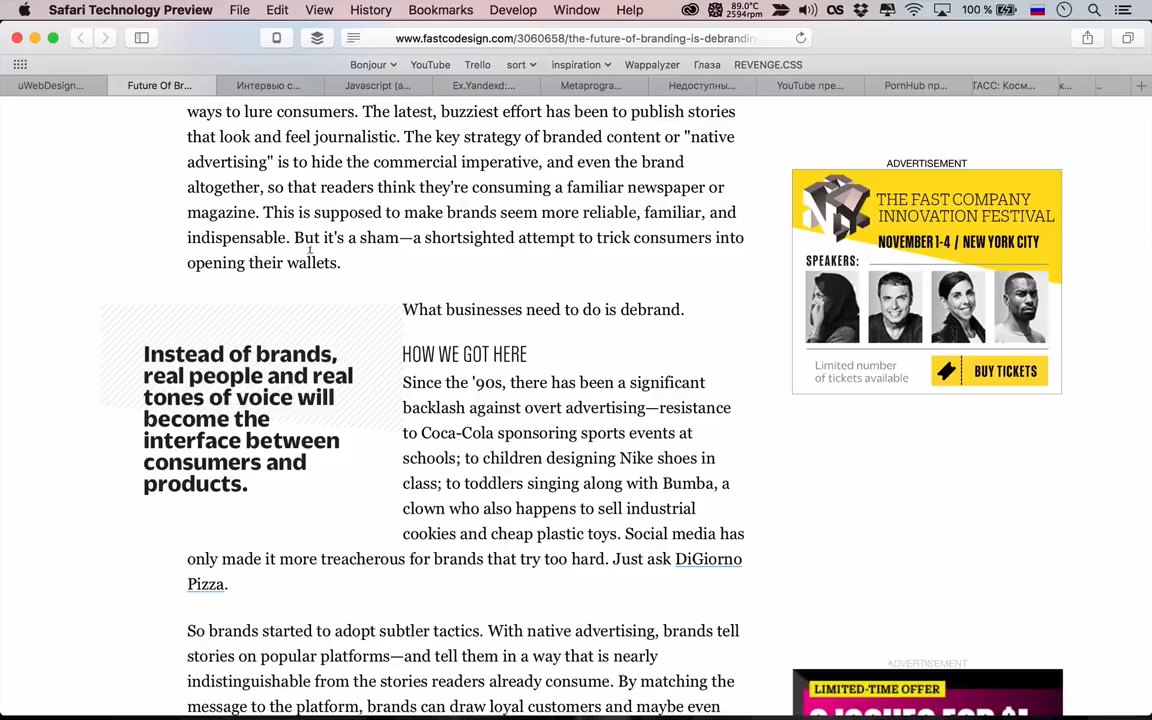 Safari Technology Preview File Edit View History Bookmarks Develop Window Help 89.0°C 2594rpm 100 %
www.fastcodesign.com/3060658/the-future-of-branding-is-debrandin
Bonjour YouTube Trello sort inspiration Wappalyzer Глаза REVENGE.CSS
uWebDesign... Future Of Br... Интервью с... Javascript (a... Ex.Yandexd:... Metaprogra... Недоступны... YouTube пре... PornHub пр... ТАСС: Косм... к... ..
ways to lure consumers. The latest, buzziest effort has been to publish stories
that look and feel journalistic. The key strategy of branded content or "native
advertising" is to hide the commercial imperative, and even the brand
altogether, so that readers think they're consuming a familiar newspaper or
magazine. This is supposed to make brands seem more reliable, familiar, and
indispensable. But it's a sham—a shortsighted attempt to trick consumers into
opening their wallets.
What businesses need to do is debrand.
Instead of brands,
real people and real
tones of voice will
become the
interface between
consumers and
products.
HOW WE GOT HERE
Since the '90s, there has been a significant
backlash against overt advertising—resistance
to Coca-Cola sponsoring sports events at
schools; to children designing Nike shoes in
class; to toddlers singing along with Bumba, a
clown who also happens to sell industrial
cookies and cheap plastic toys. Social media has
only made it more treacherous for brands that try too hard. Just ask DiGiorno
Pizza.
So brands started to adopt subtler tactics. With native advertising, brands tell
stories on popular platforms—and tell them in a way that is nearly
indistinguishable from the stories readers already consume. By matching the
message to the platform, brands can draw loyal customers and maybe even
ADVERTISEMENT
NY
THE FAST COMPANY
INNOVATION FESTIVAL
NOVEMBER 1-4 / NEW YORK CITY
SPEAKERS:
Limited number
of tickets available
BUY TICKETS
ADVERTISEMENT
LIMITED-TIME OFFER